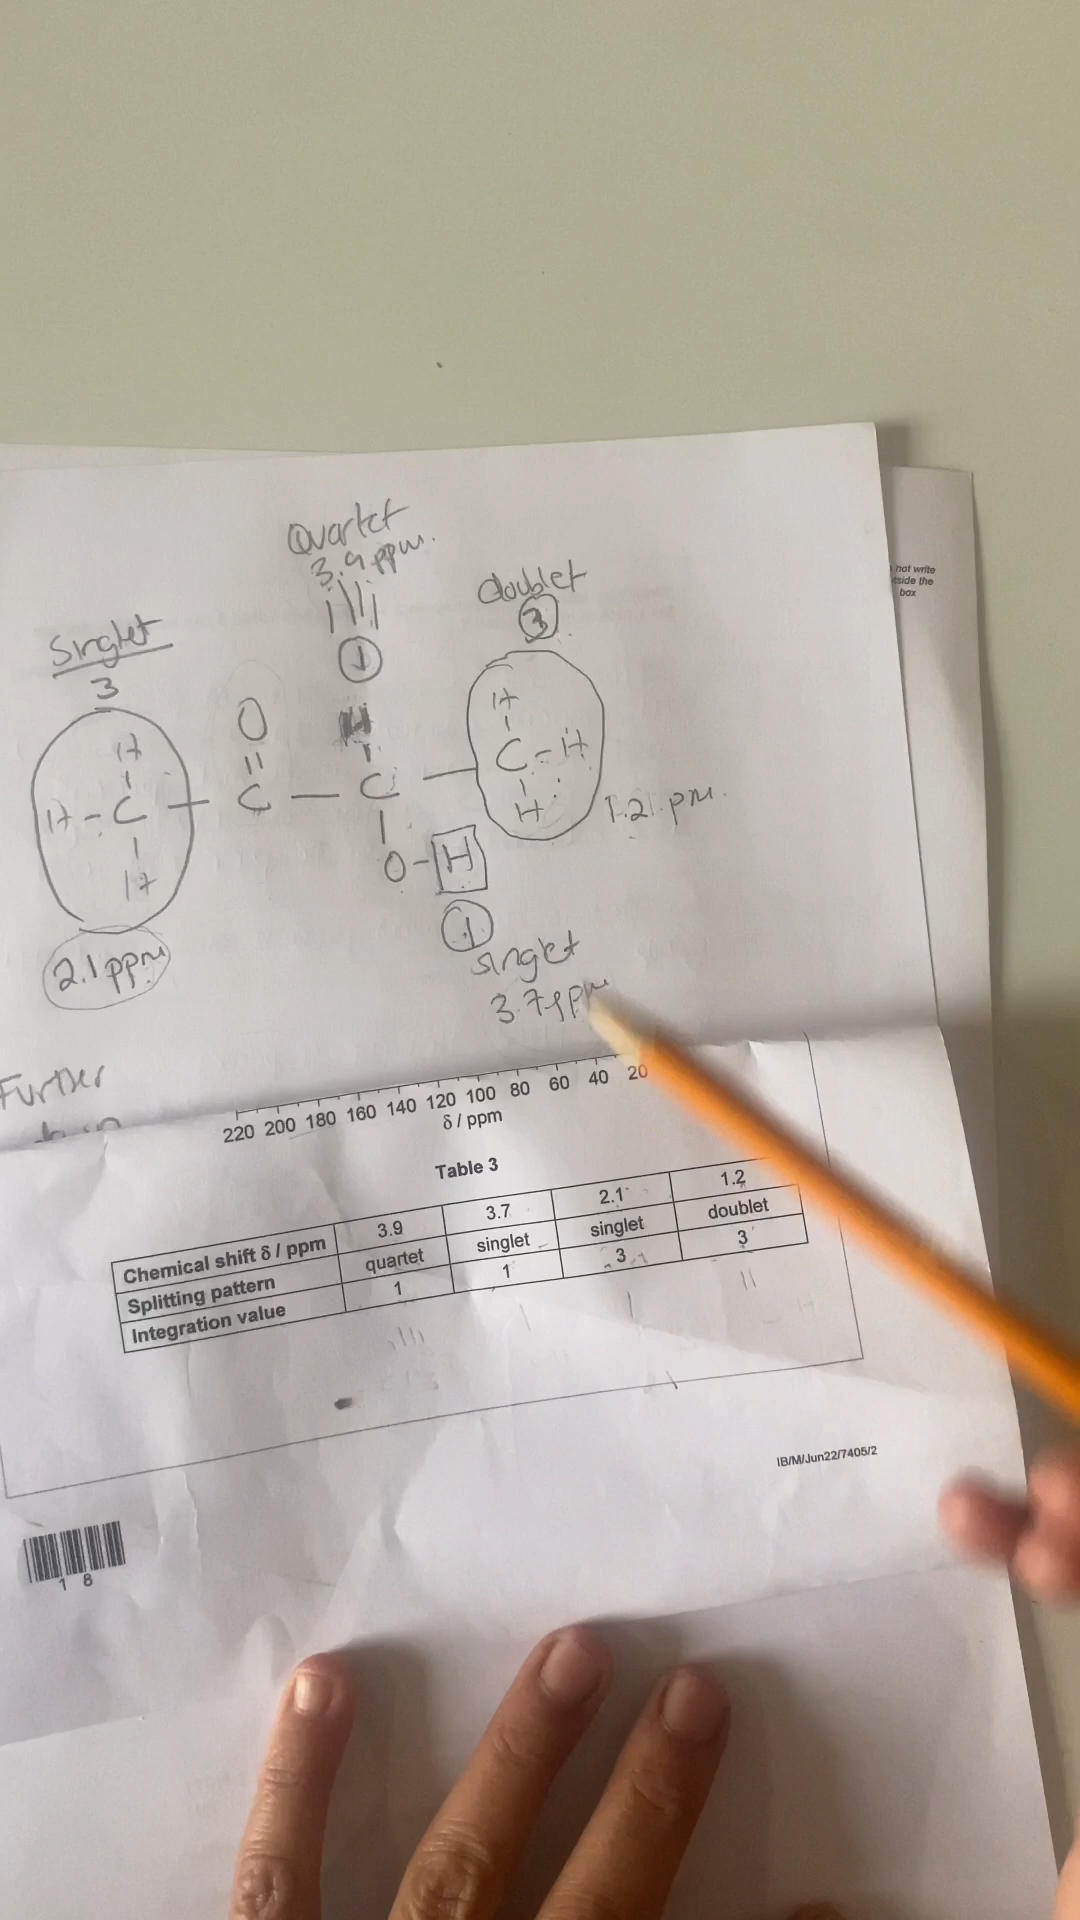 Quartet
3.9 ppm.
doublet
3
Singlet
3
1
H
O
H
H
H - C
C
C
C - H
H
H
O - H
1.21.ppm.
1
2.1 ppm
singlet
3.7 ppm
Further
not write
tside the
box
220 200 180 160 140 120 100 80 60 40 20
δ / ppm
Table 3
Chemical shift δ / ppm 3.9 3.7 2.1 1.2
Splitting pattern quartet singlet singlet doublet
Integration value 1 1 3 3
IB/M/Jun22/7405/2
1 8